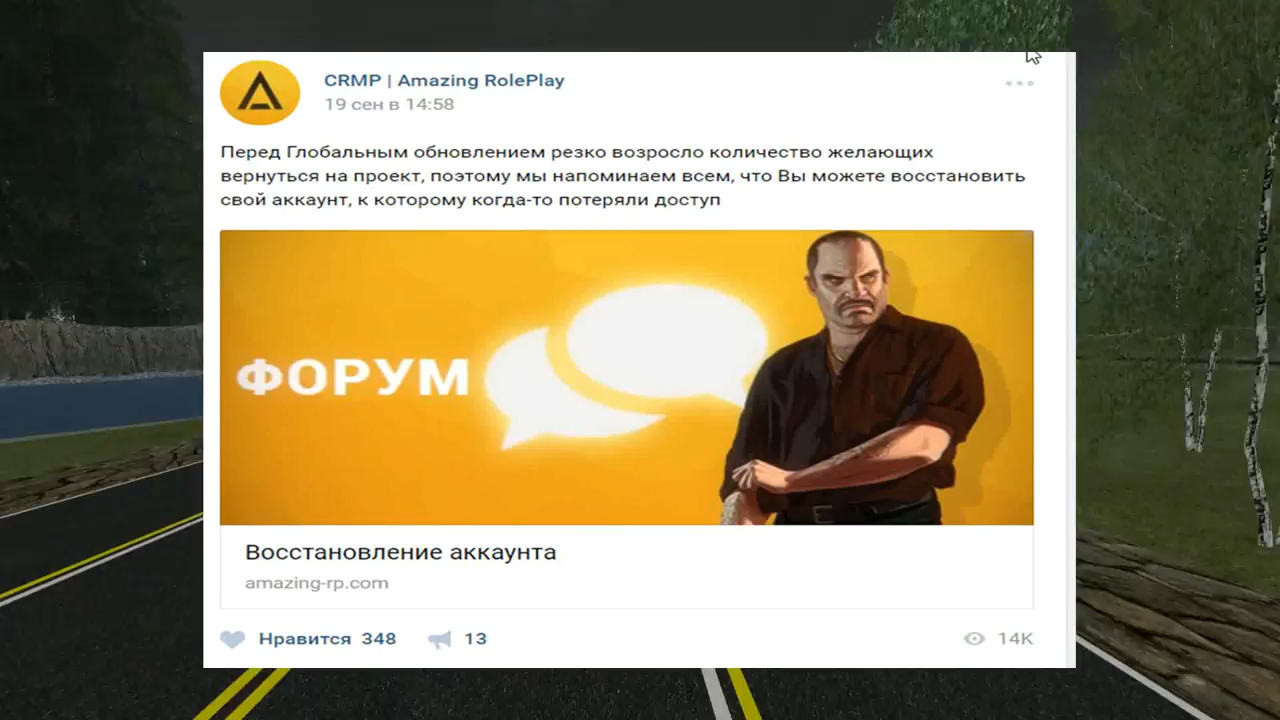 CRMP | Amazing RolePlay
19 сен в 14:58
Перед Глобальным обновлением резко возросло количество желающих
вернуться на проект, поэтому мы напоминаем всем, что Вы можете восстановить
свой аккаунт, к которому когда-то потеряли доступ
ФОРУМ
Восстановление аккаунта
amazing-rp.com
Нравится 348 13 14K